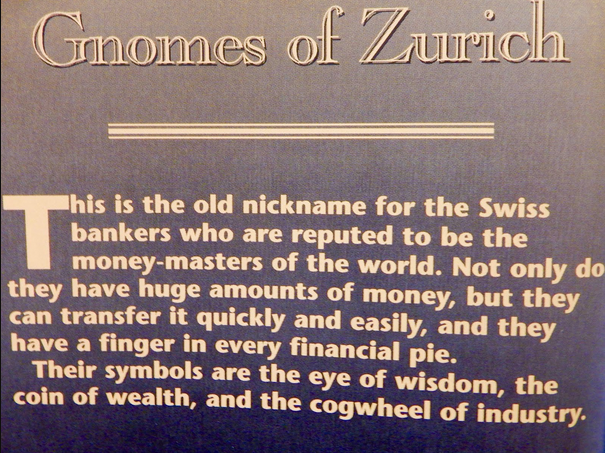 Gnomes of Zurich
This is the old nickname for the Swiss
bankers who are reputed to be the
money-masters of the world. Not only do
they have huge amounts of money, but they
can transfer it quickly and easily, and they
have a finger in every financial pie.
Their symbols are the eye of wisdom, the
coin of wealth, and the cogwheel of industry.